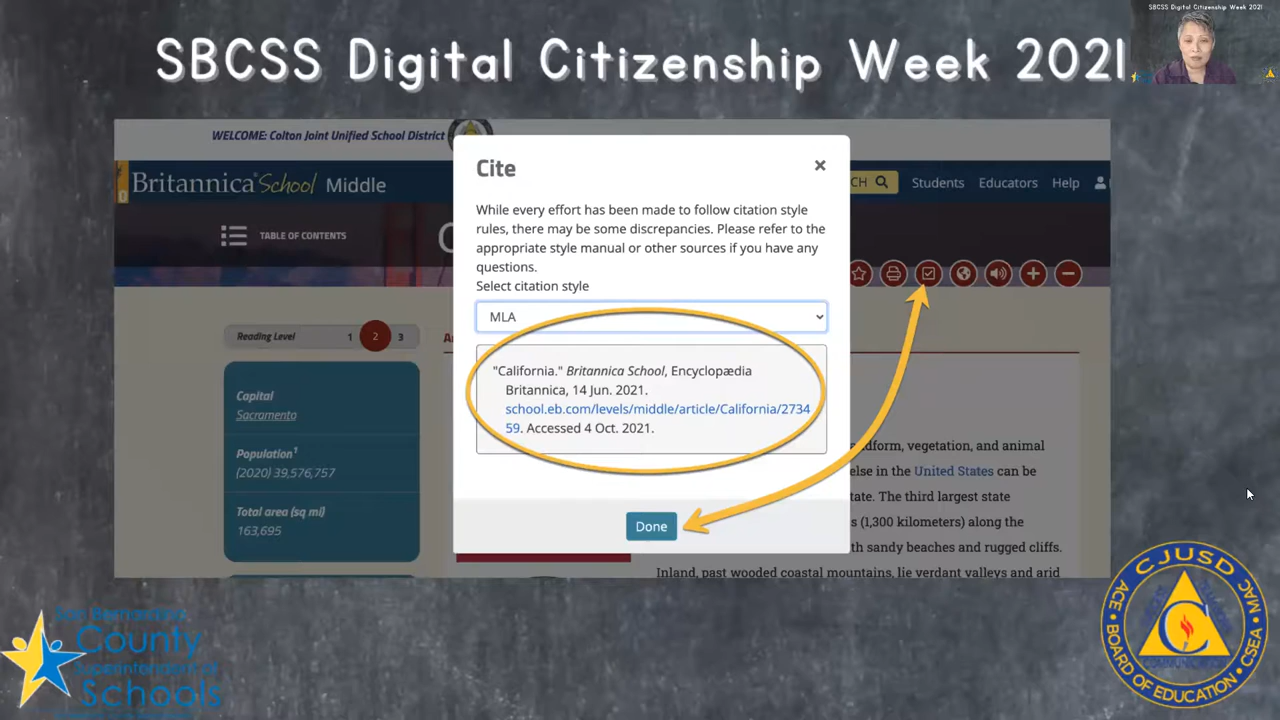 SBCSS Digital Citizenship Week 2021
SBCSS Digital Citizenship Week 2021
WELCOME: Colton Joint Unified School District
Britannica School Middle
CH
Students
Educators
Help
TABLE OF CONTENTS
Cite
×
While every effort has been made to follow citation style
rules, there may be some discrepancies. Please refer to the
appropriate style manual or other sources if you have any
questions.
Select citation style
MLA
"California." Britannica School, Encyclopædia
Britannica, 14 Jun. 2021.
school.eb.com/levels/middle/article/California/2734
59. Accessed 4 Oct. 2021.
Done
Reading Level 1 2 3
Capital
Sacramento
Population¹
(2020) 39,576,757
Total area (sq mi)
163,695
ndform, vegetation, and animal
else in the United States can be
tate. The third largest state
s (1,300 kilometers) along the
th sandy beaches and rugged cliffs.
Inland, past wooded coastal mountains, lie verdant valleys and arid
San Bernardino
County
Superintendent of
Schools
CJUSD
ACE • BOARD OF EDUCATION • CSEA MAC
C